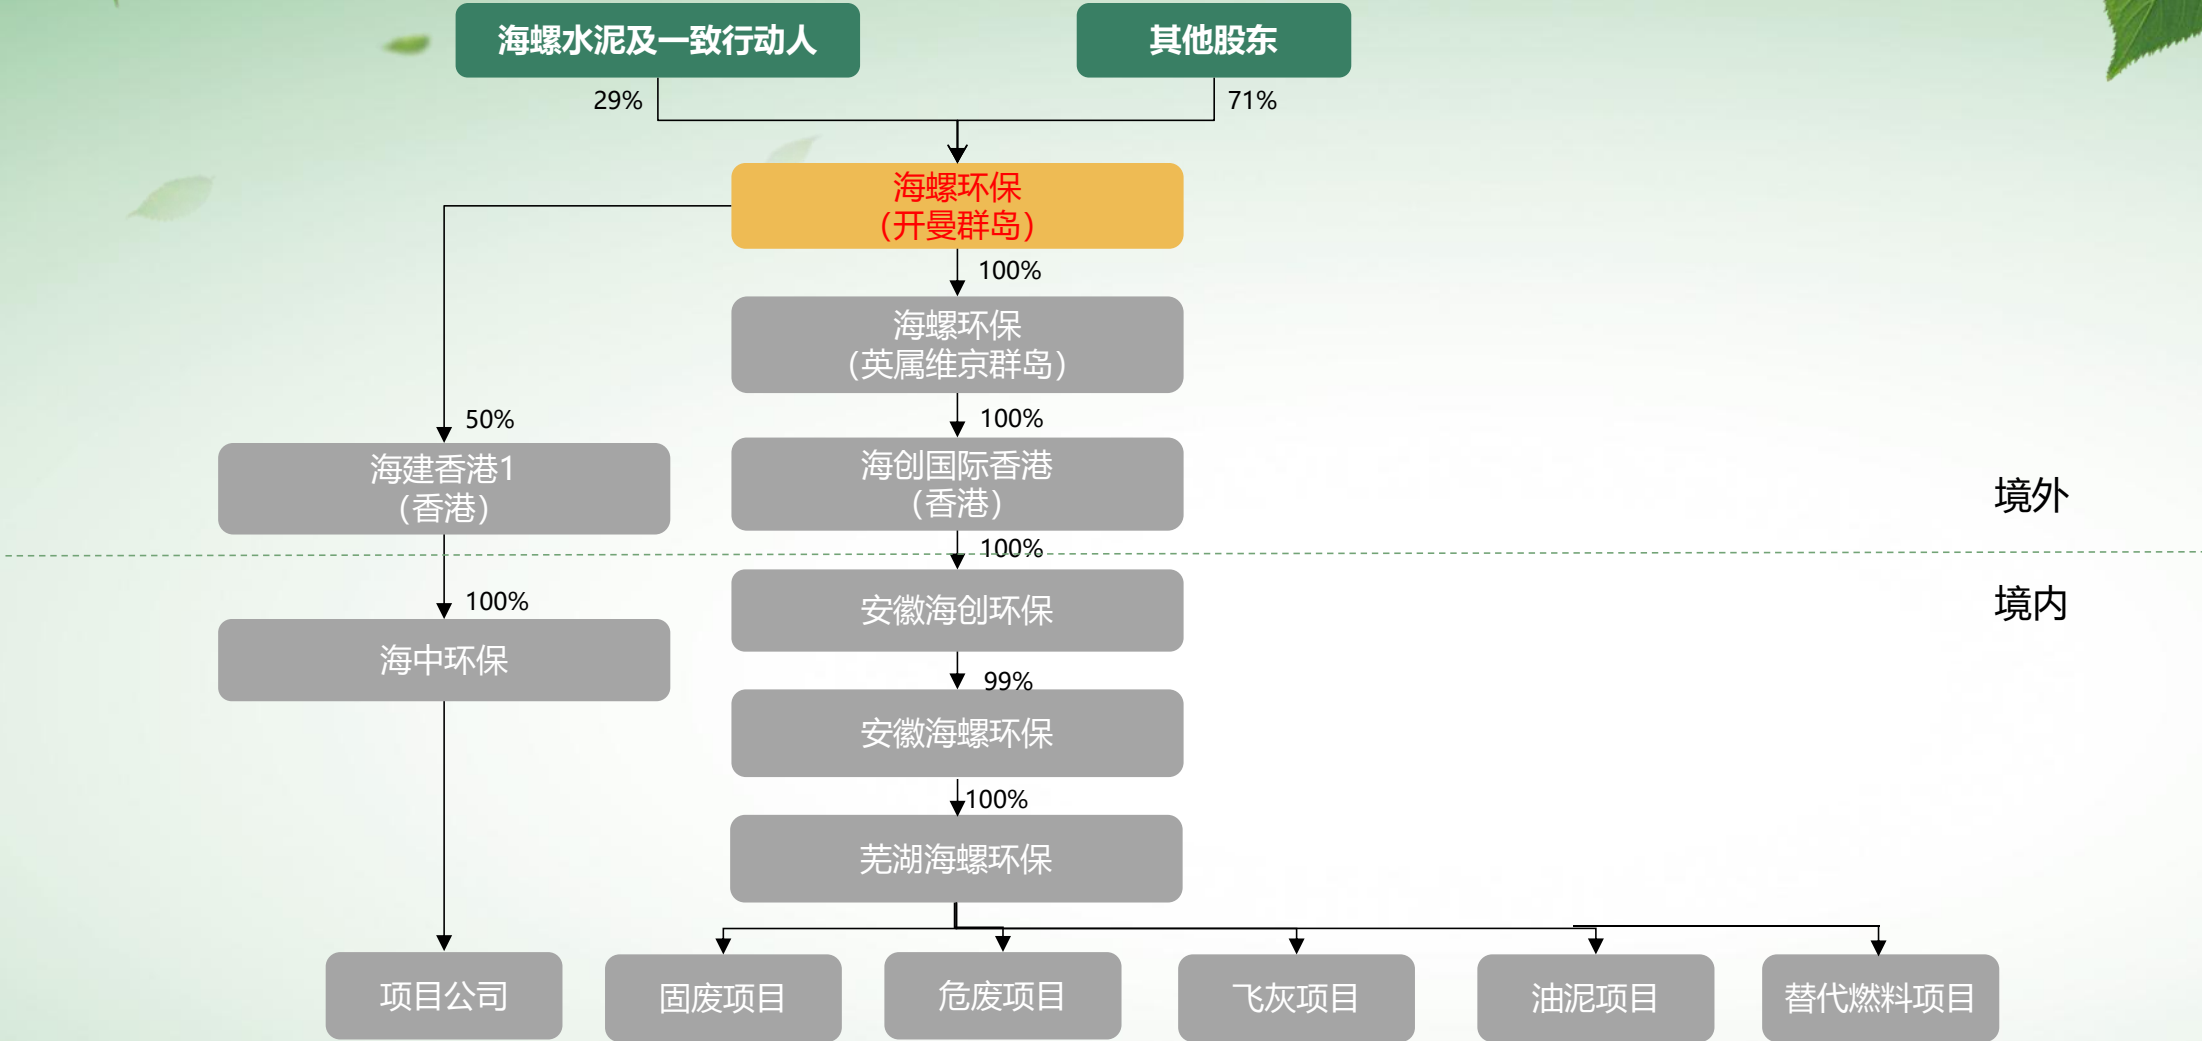 海螺水泥及一致行动人
其他股东
29%
71%
海螺环保
（开曼群岛）
100%
海螺环保
（英属维京群岛）
50%
100%
海建香港1
（香港）
海创国际香港
（香港）
境外
100%
100%
安徽海创环保
境内
海中环保
99%
安徽海螺环保
100%
芜湖海螺环保
项目公司
固废项目
危废项目
飞灰项目
油泥项目
替代燃料项目